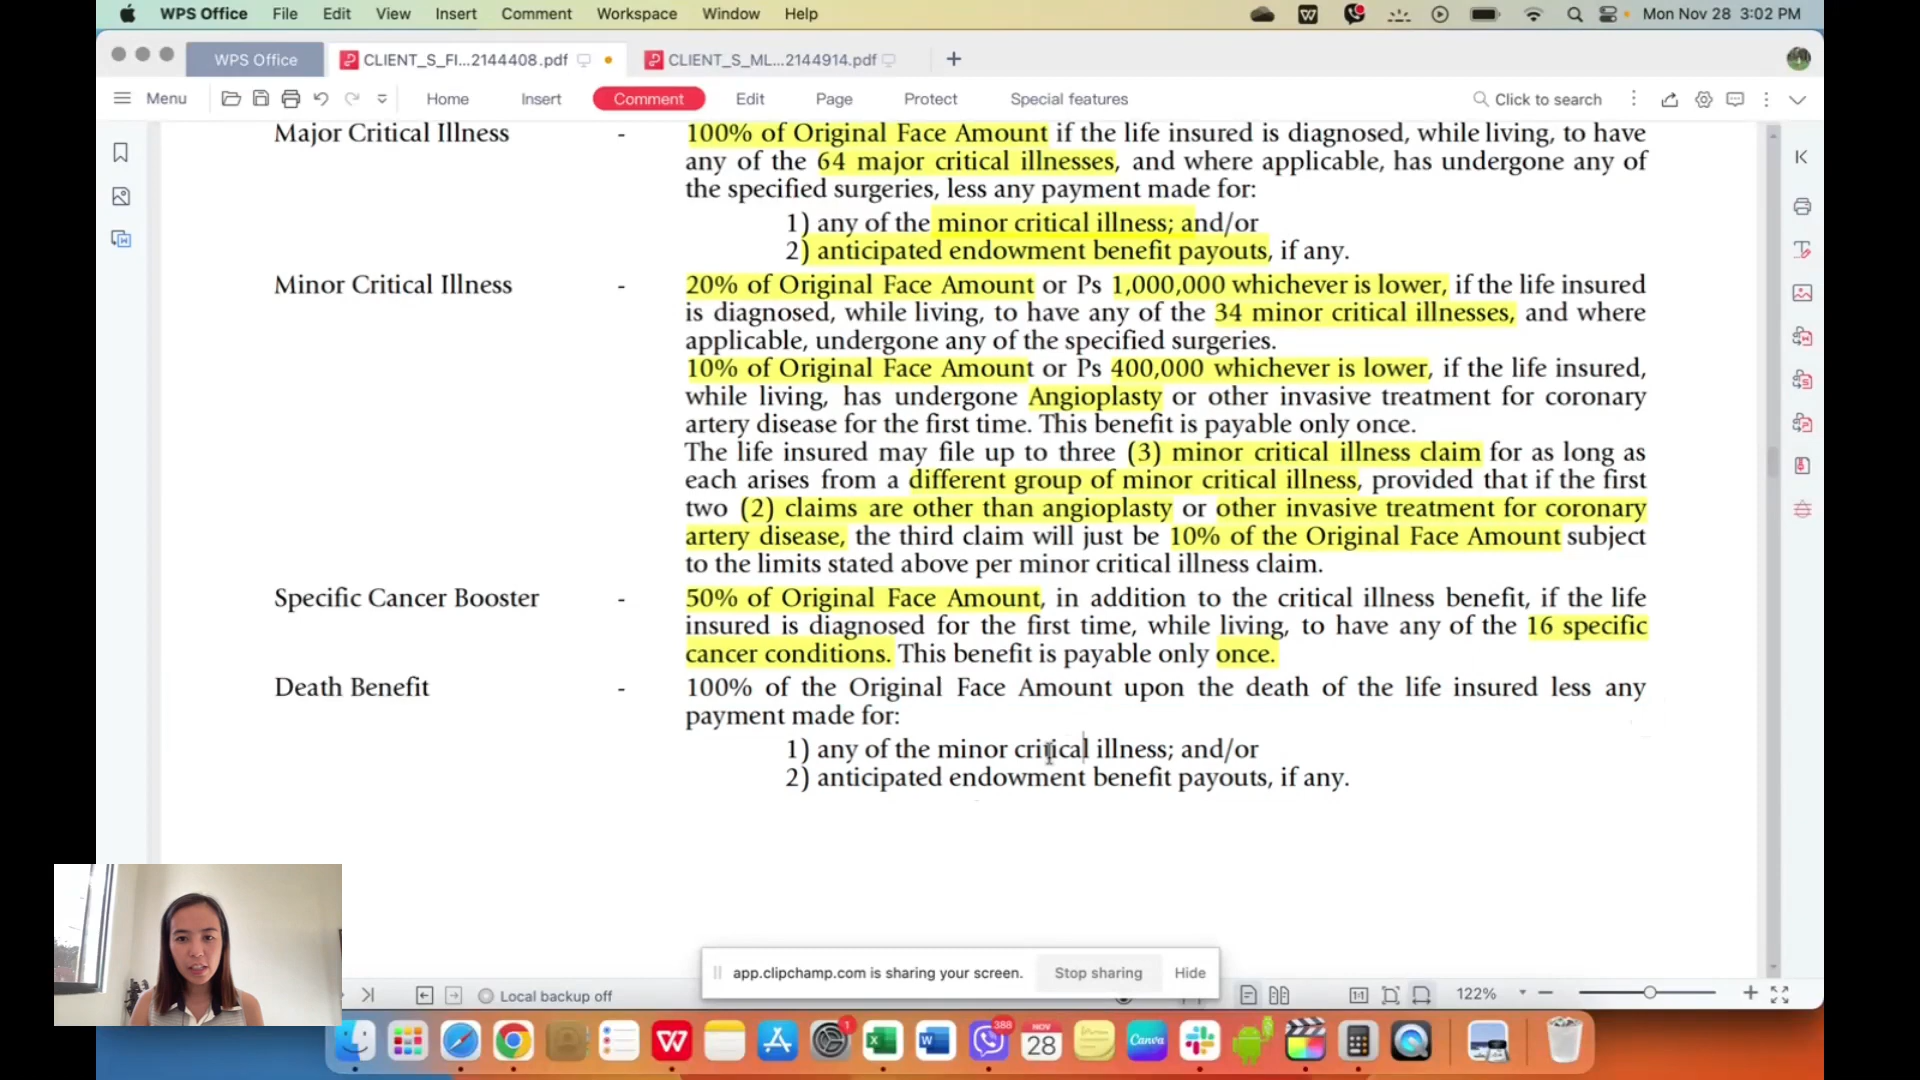 WPS Office File Edit View Insert Comment Workspace Window Help Mon Nov 28 3:02 PM
WPS Office CLIENT_S_FI...2144408.pdf CLIENT_S_ML...2144914.pdf
Menu Home Insert Comment Edit Page Protect Special features Click to search
Major Critical Illness - 100% of Original Face Amount if the life insured is diagnosed, while living, to have
any of the 64 major critical illnesses, and where applicable, has undergone any of
the specified surgeries, less any payment made for:
1) any of the minor critical illness; and/or
2) anticipated endowment benefit payouts, if any.
Minor Critical Illness - 20% of Original Face Amount or Ps 1,000,000 whichever is lower, if the life insured
is diagnosed, while living, to have any of the 34 minor critical illnesses, and where
applicable, undergone any of the specified surgeries.
10% of Original Face Amount or Ps 400,000 whichever is lower, if the life insured,
while living, has undergone Angioplasty or other invasive treatment for coronary
artery disease for the first time. This benefit is payable only once.
The life insured may file up to three (3) minor critical illness claim for as long as
each arises from a different group of minor critical illness, provided that if the first
two (2) claims are other than angioplasty or other invasive treatment for coronary
artery disease, the third claim will just be 10% of the Original Face Amount subject
to the limits stated above per minor critical illness claim.
Specific Cancer Booster - 50% of Original Face Amount, in addition to the critical illness benefit, if the life
insured is diagnosed for the first time, while living, to have any of the 16 specific
cancer conditions. This benefit is payable only once.
Death Benefit - 100% of the Original Face Amount upon the death of the life insured less any
payment made for:
1) any of the minor critical illness; and/or
2) anticipated endowment benefit payouts, if any.
app.clipchamp.com is sharing your screen. Stop sharing Hide
Local backup off 122%
1
388
NOV
28
Canva